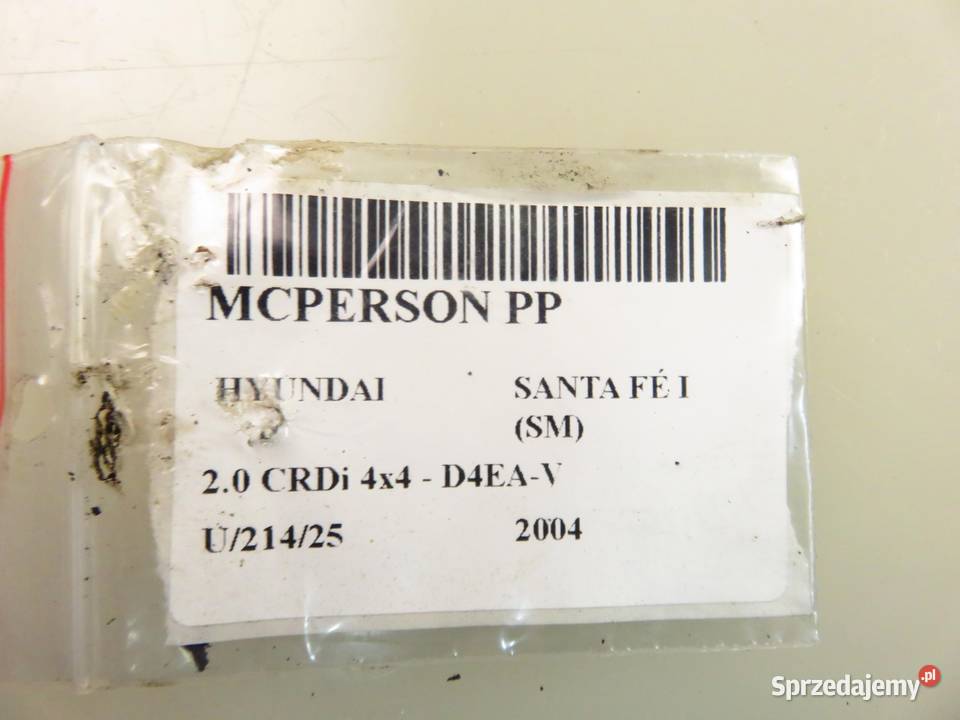 MCPERSON PP
HYUNDAI SANTA FÉ I
(SM)
2.0 CRDi 4x4 - D4EA-V
U/214/25 2004
Sprzedajemy.pl